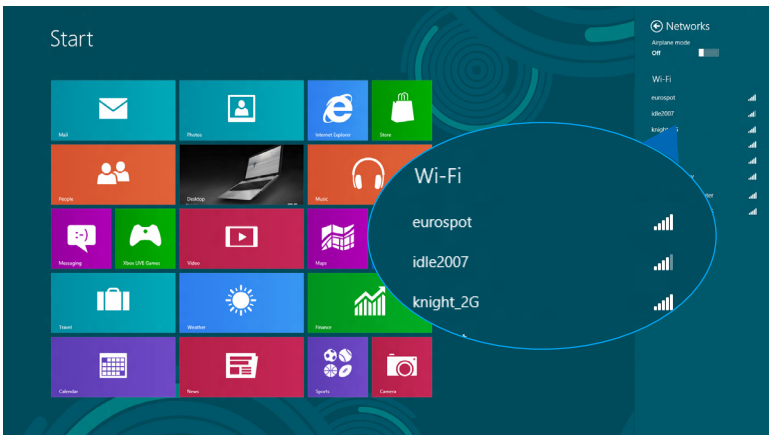 Start
Mail
Photos
Internet Explorer
Store
People
Desktop
Music
Messaging
Xbox LIVE Games
Video
Maps
Travel
Weather
Finance
Calendar
News
Sports
Camera
Networks
Airplane mode
Off
Wi-Fi
eurospot
idle2007
Wi-Fi
eurospot
idle2007
knight_2G